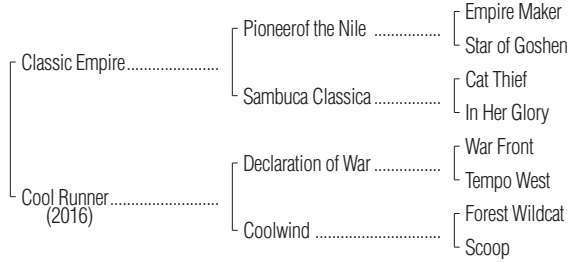 Empire Maker
Pioneerof the Nile ................
Star of Goshen
Classic Empire.......................
Cat Thief
Sambuca Classica ................
In Her Glory
War Front
Declaration of War ................
Tempo West
Cool Runner ..........................
(2016)
Forest Wildcat
Coolwind ..............................
Scoop